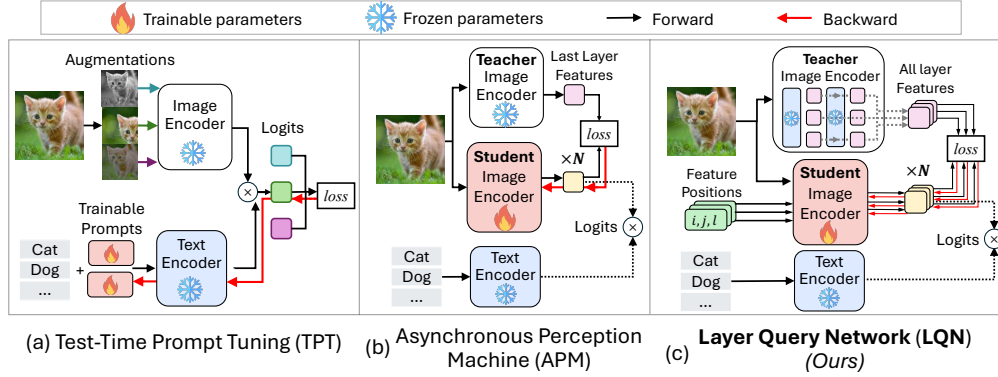 Trainable parameters
Frozen parameters
Forward
Backward
Augmentations
Image
Encoder
Logits
×
loss
Trainable
Prompts
Cat
Dog
...
+
Text
Encoder
(a) Test-Time Prompt Tuning (TPT)
Teacher
Image
Encoder
Last Layer
Features
loss
Student
Image
Encoder
×N
Logits
×
Cat
Dog
...
Text
Encoder
(b) Asynchronous Perception
Machine (APM)
Teacher
Image Encoder
All layer
Features
loss
Feature
Positions
i, j, l
Student
Image
Encoder
×N
Logits
×
Cat
Dog
...
Text
Encoder
(c) Layer Query Network (LQN)
(Ours)